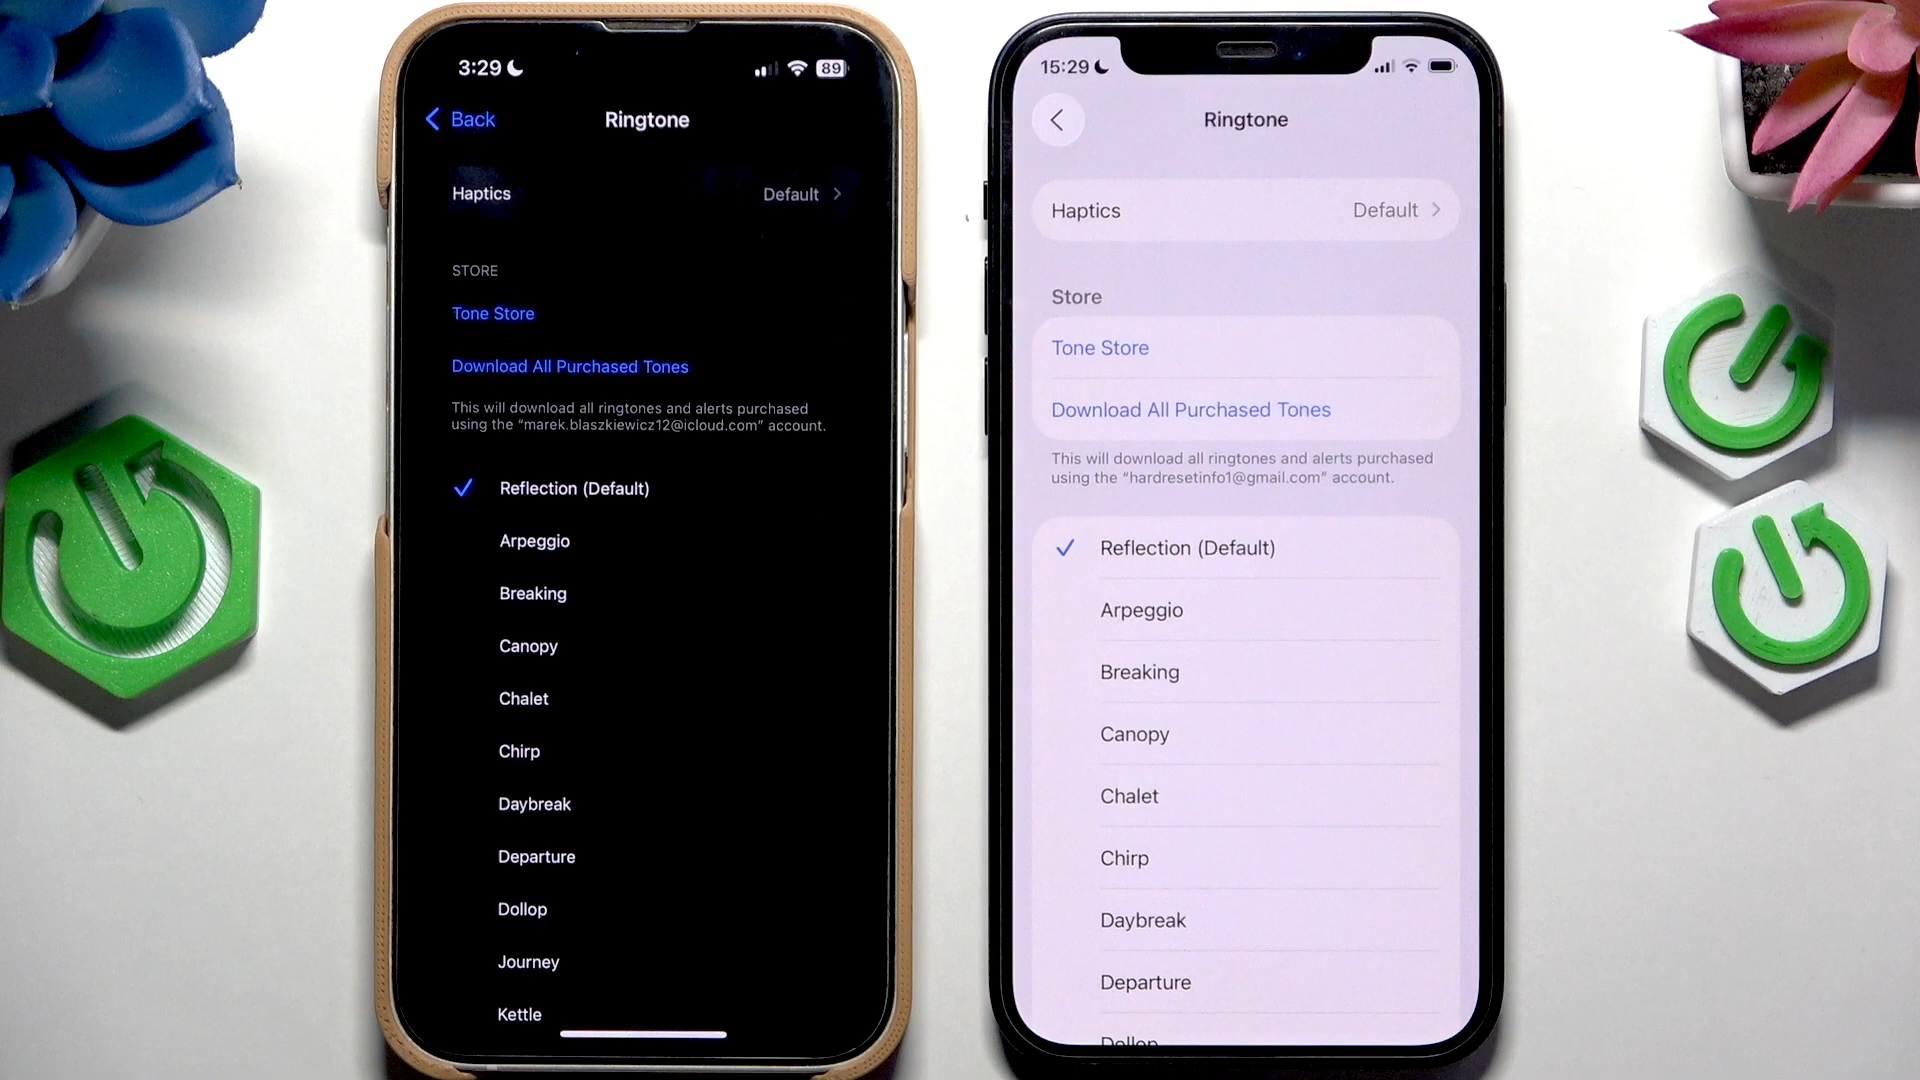 3:29
89
Back
Ringtone
Haptics
Default
STORE
Tone Store
Download All Purchased Tones
This will download all ringtones and alerts purchased
using the “marek.blaszkiewicz12@icloud.com” account.
Reflection (Default)
Arpeggio
Breaking
Canopy
Chalet
Chirp
Daybreak
Departure
Dollop
Journey
Kettle
15:29
Ringtone
Haptics
Default
Store
Tone Store
Download All Purchased Tones
This will download all ringtones and alerts purchased
using the “hardresetinfo1@gmail.com” account.
Reflection (Default)
Arpeggio
Breaking
Canopy
Chalet
Chirp
Daybreak
Departure
Dollop